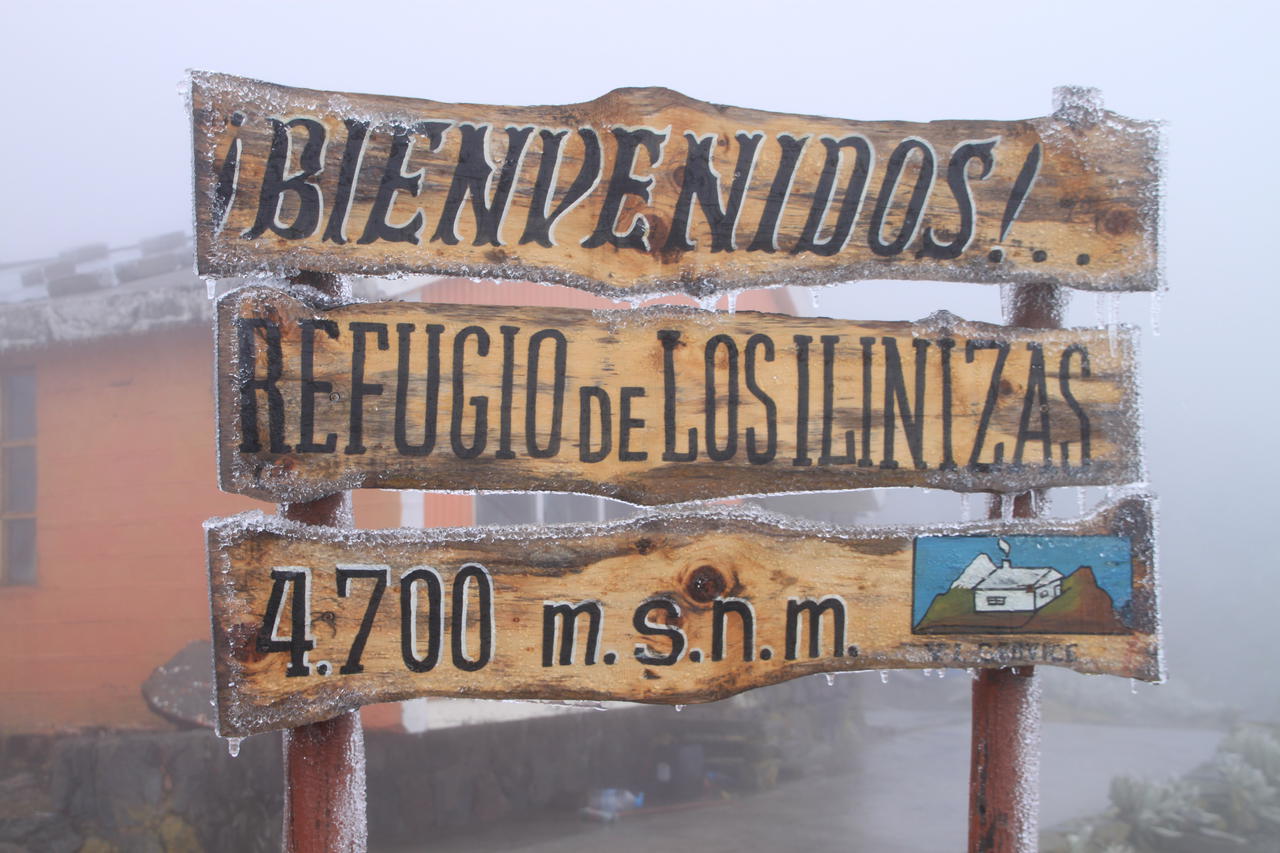 ¡BIENVENIDOS!...
REFUGIO DE LOS ILINIZAS
4.700 m.s.n.m.